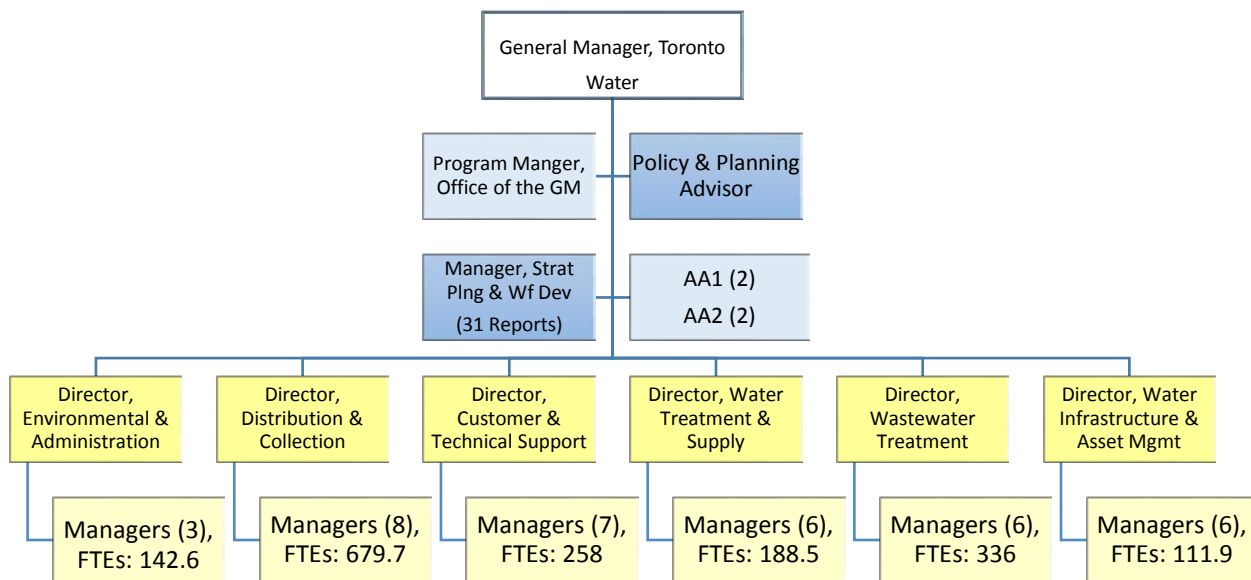 General Manager, Toronto
Water
Program Manger,
Office of the GM
Policy & Planning
Advisor
Manager, Strat
Plng & Wf Dev
(31 Reports)
AA1 (2)
AA2 (2)
Director,
Environmental &
Administration
Director,
Distribution &
Collection
Director,
Customer &
Technical Support
Director, Water
Treatment &
Supply
Director,
Wastewater
Treatment
Director, Water
Infrastructure &
Asset Mgmt
Managers (3),
FTEs: 142.6
Managers (8),
FTEs: 679.7
Managers (7),
FTEs: 258
Managers (6),
FTEs: 188.5
Managers (6),
FTEs: 336
Managers (6),
FTEs: 111.9